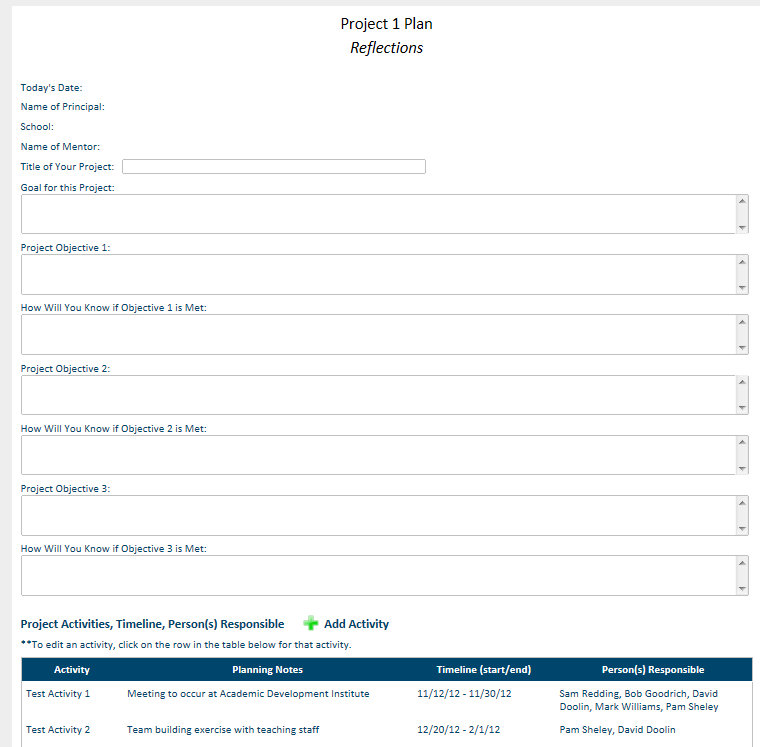 Project 1 Plan
Reflections
Today's Date:
Name of Principal:
School:
Name of Mentor:
Title of Your Project:
Goal for this Project:
Project Objective 1:
How Will You Know if Objective 1 is Met:
Project Objective 2:
How Will You Know if Objective 2 is Met:
Project Objective 3:
How Will You Know if Objective 3 is Met:
Project Activities, Timeline, Person(s) Responsible Add Activity
**To edit an activity, click on the row in the table below for that activity.
Activity Planning Notes Timeline (start/end) Person(s) Responsible
Test Activity 1 Meeting to occur at Academic Development Institute 11/12/12 - 11/30/12 Sam Redding, Bob Goodrich, David
Doolin, Mark Williams, Pam Sheley
Test Activity 2 Team building exercise with teaching staff 12/20/12 - 2/1/12 Pam Sheley, David Doolin